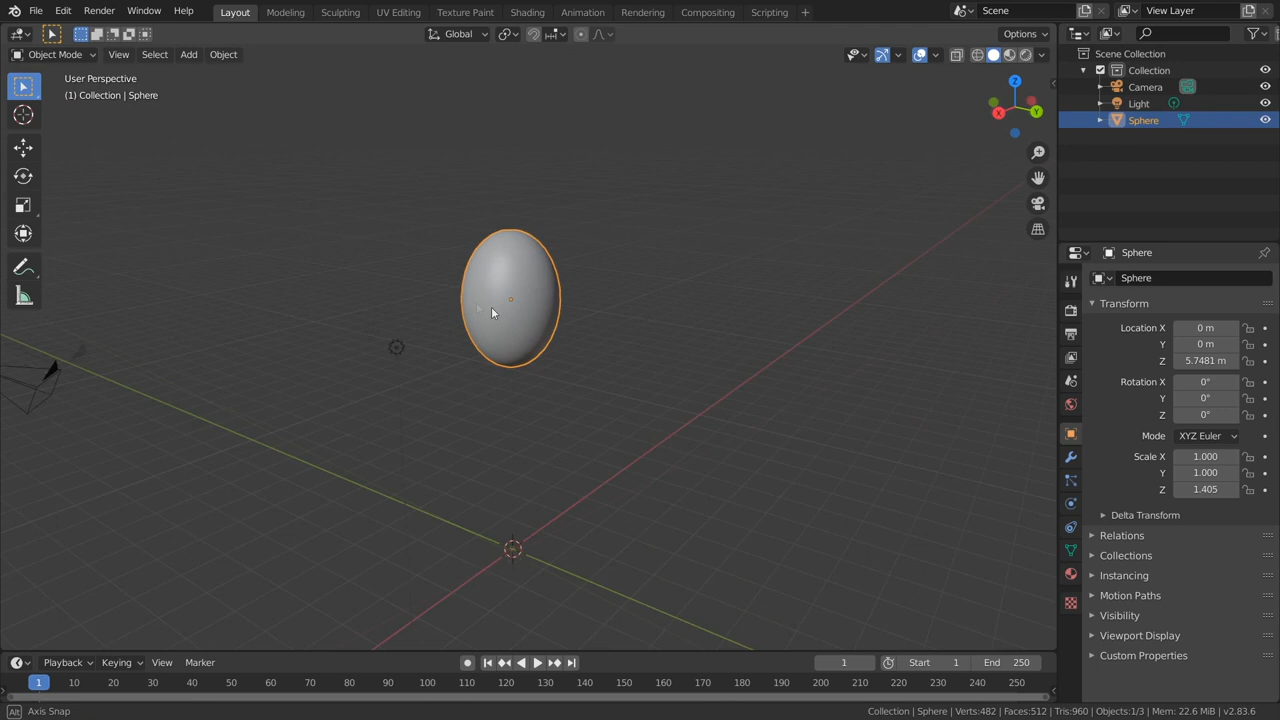 File Edit Render Window Help Layout Modeling Sculpting UV Editing Texture Paint Shading Animation Rendering Compositing Scripting + Scene View Layer
Global Options
Object Mode View Select Add Object
User Perspective
(1) Collection | Sphere
Z
X
Y
Scene Collection
Collection
Camera
Light
Sphere
Sphere
Sphere
Transform
Location X 0 m
Y 0 m
Z 5.7481 m
Rotation X 0°
Y 0°
Z 0°
Mode XYZ Euler
Scale X 1.000
Y 1.000
Z 1.405
Delta Transform
Relations
Collections
Instancing
Motion Paths
Visibility
Viewport Display
Custom Properties
Playback Keying View Marker 1 Start 1 End 250
1 10 20 30 40 50 60 70 80 90 100 110 120 130 140 150 160 170 180 190 200 210 220 230 240 250
Alt Axis Snap Collection | Sphere | Verts:482 | Faces:512 | Tris:960 | Objects:1/3 | Mem: 22.6 MiB | v2.83.6